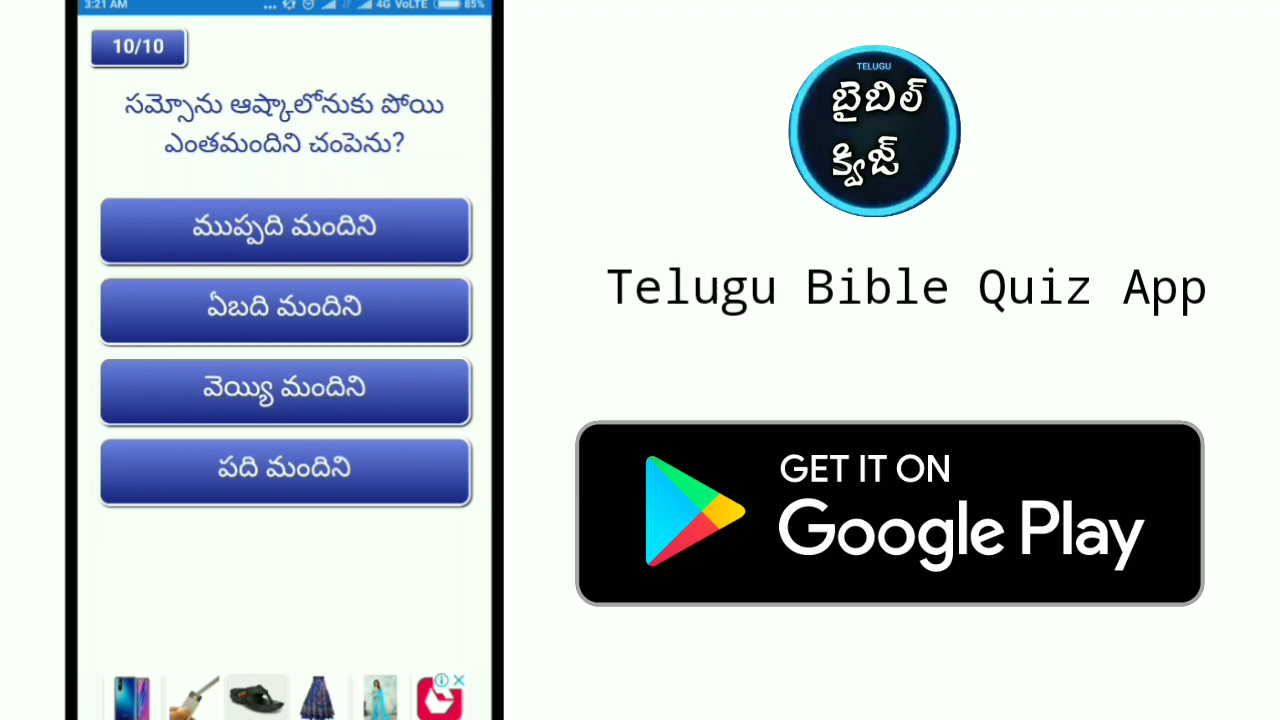 3:21 AM ... 4G VoLTE 85%
10/10
సమ్సోను ఆష్కాలోనుకు పోయి
ఎంతమందిని చంపెను?
ముప్పది మందిని
ఏబది మందిని
వెయ్యి మందిని
పది మందిని
TELUGU
బైబిల్
క్విజ్
Telugu Bible Quiz App
GET IT ON
Google Play